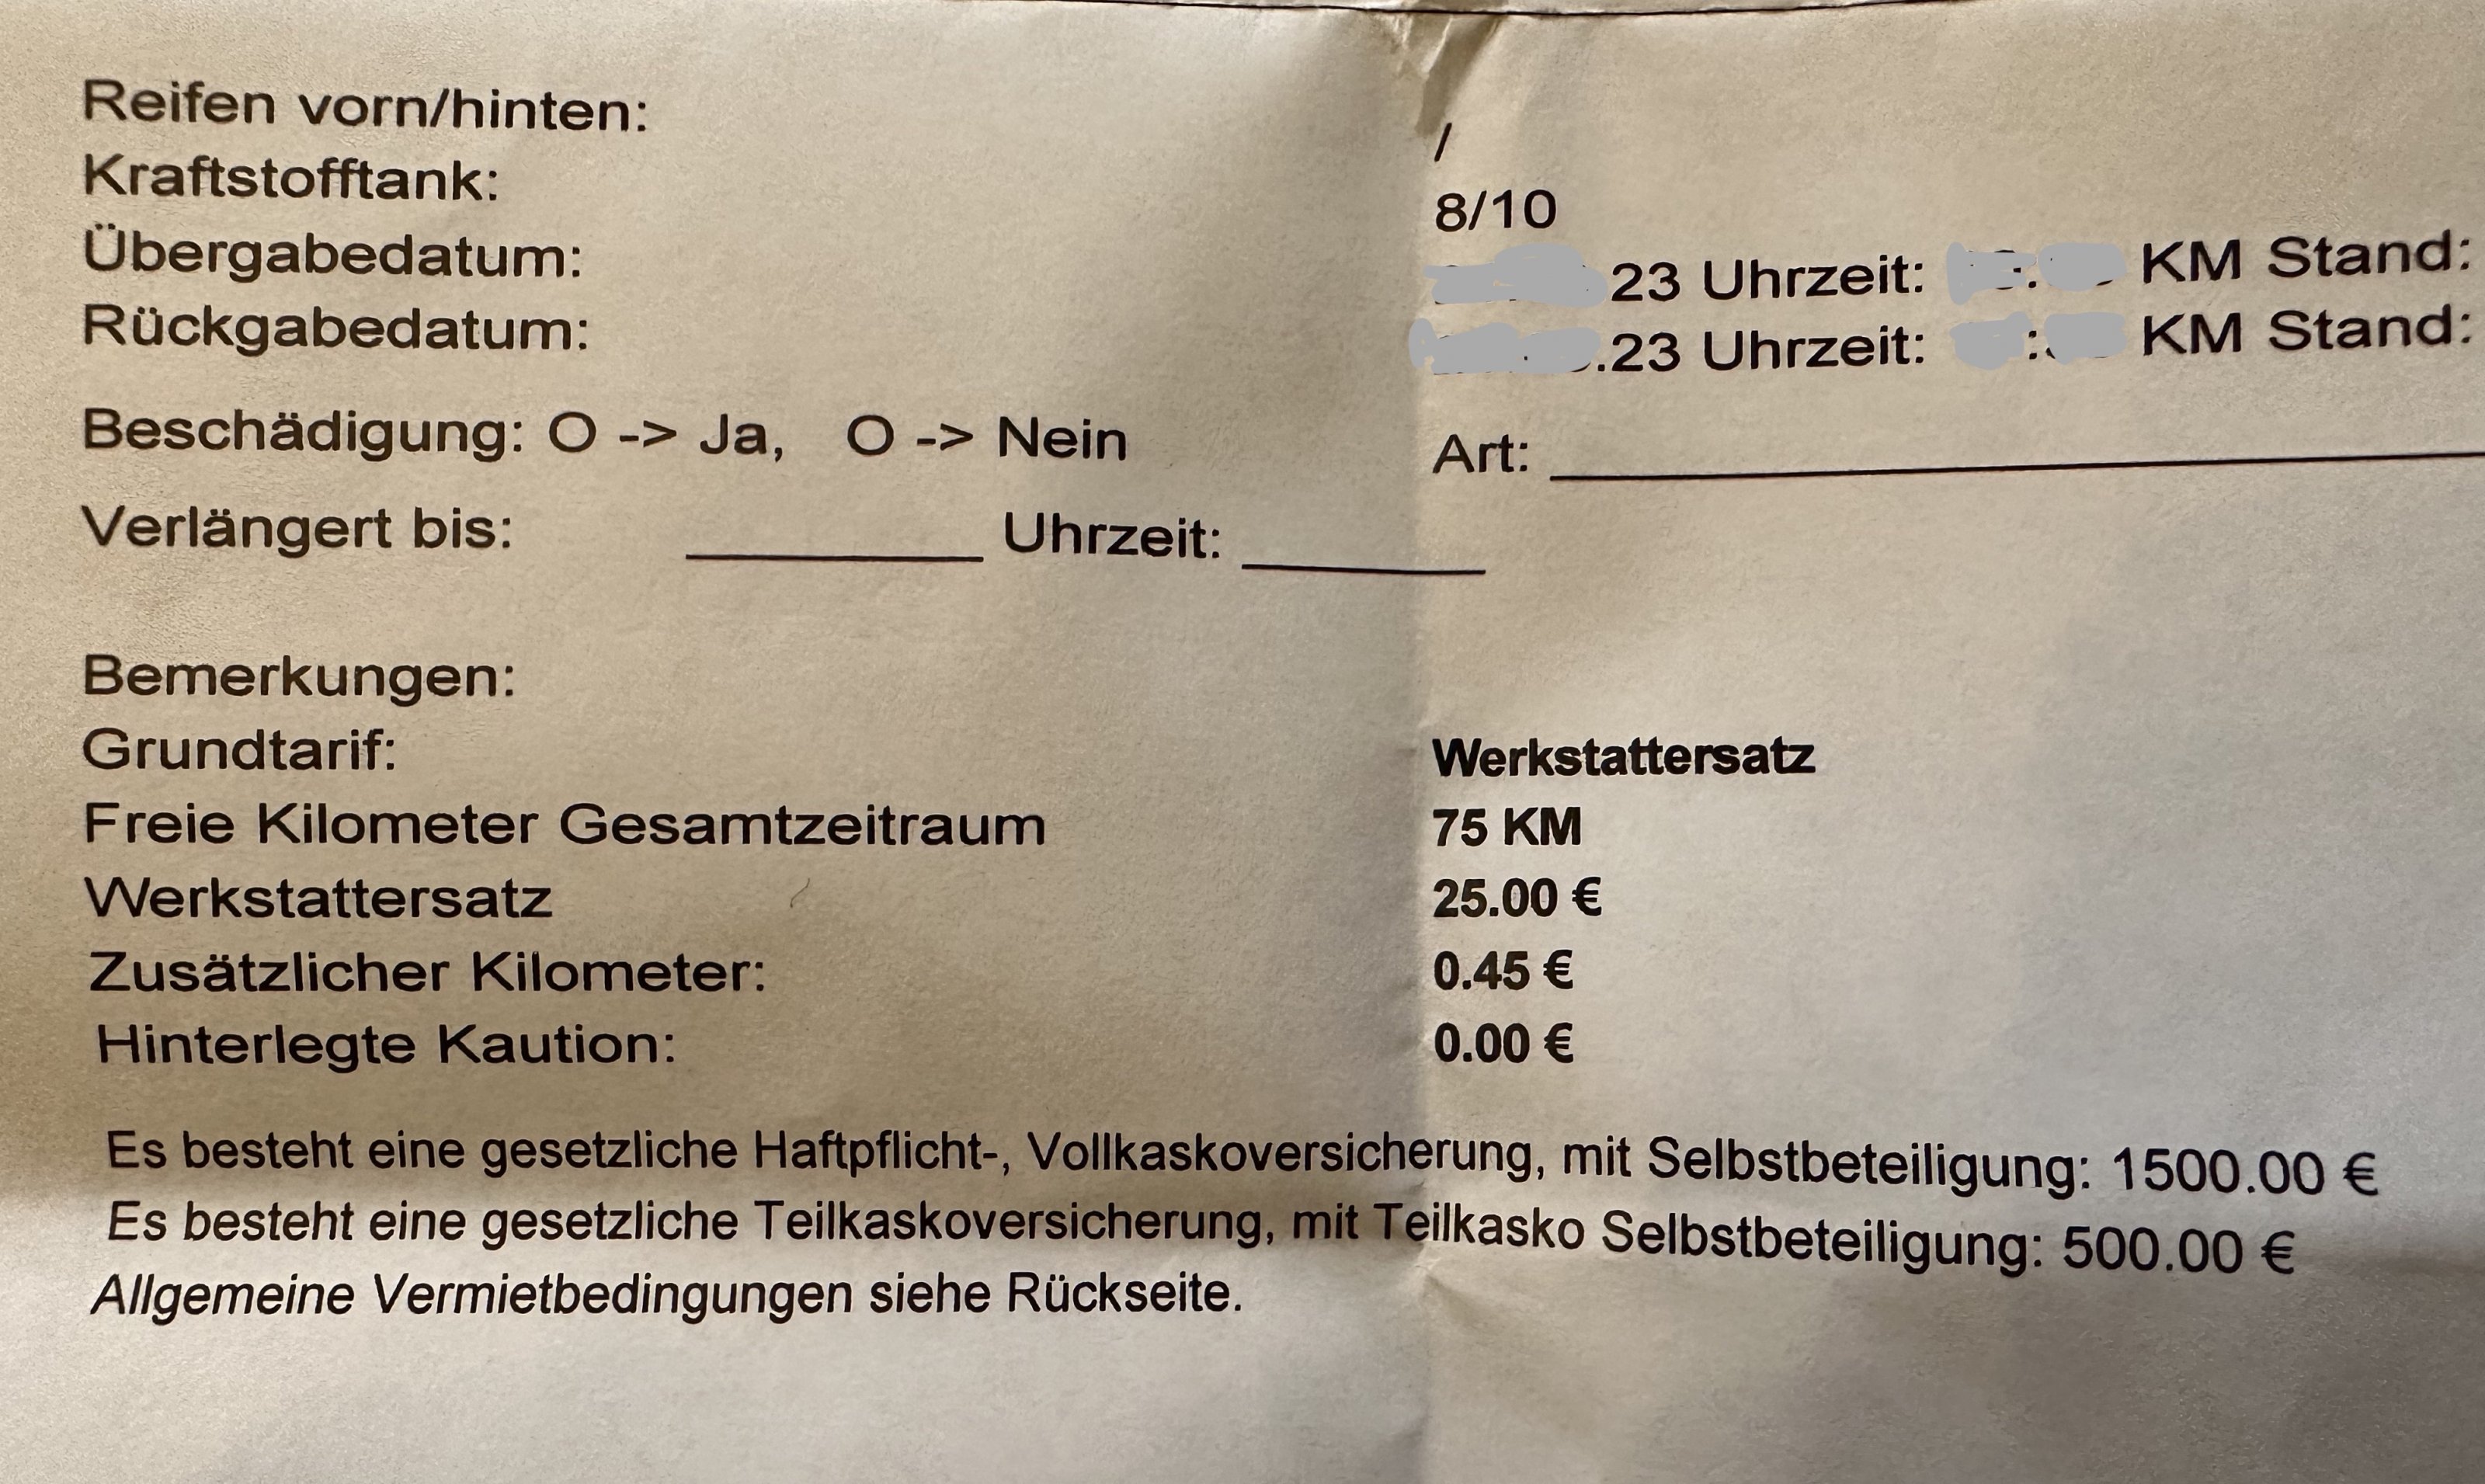 Reifen vorn/hinten: /
Kraftstofftank: 8/10
Übergabedatum: .23 Uhrzeit: : KM Stand:
Rückgabedatum: .23 Uhrzeit: : KM Stand:
Beschädigung: O -> Ja, O -> Nein Art: ____________________
Verlängert bis: __________ Uhrzeit: ________
Bemerkungen:
Grundtarif: Werkstattersatz
Freie Kilometer Gesamtzeitraum 75 KM
Werkstattersatz 25.00 €
Zusätzlicher Kilometer: 0.45 €
Hinterlegte Kaution: 0.00 €
Es besteht eine gesetzliche Haftpflicht-, Vollkaskoversicherung, mit Selbstbeteiligung: 1500.00 €
Es besteht eine gesetzliche Teilkaskoversicherung, mit Teilkasko Selbstbeteiligung: 500.00 €
Allgemeine Vermietbedingungen siehe Rückseite.